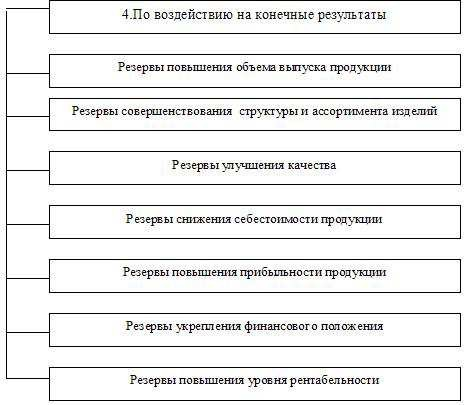 4.По воздействию на конечные результаты
Резервы повышения объема выпуска продукции
Резервы совершенствования структуры и ассортимента изделий
Резервы улучшения качества
Резервы снижения себестоимости продукции
Резервы повышения прибыльности продукции
Резервы укрепления финансового положения
Резервы повышения уровня рентабельности